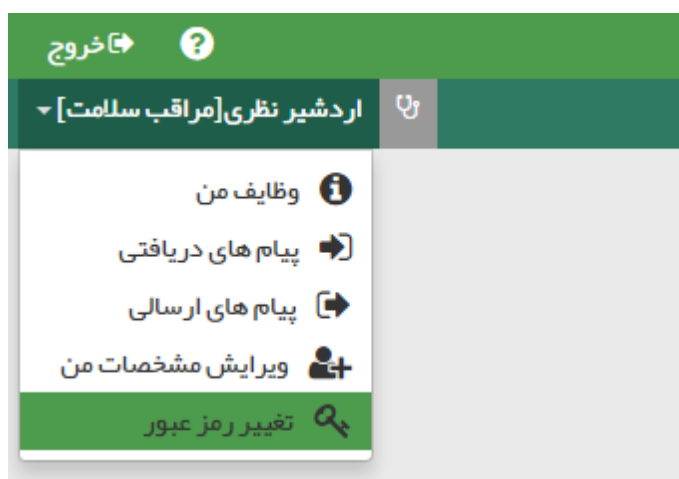 خروج
اردشیر نظری[مراقب سلامت]
وظایف من
پیام های دریافتی
پیام های ارسالی
ویرایش مشخصات من
تغییر رمز عبور